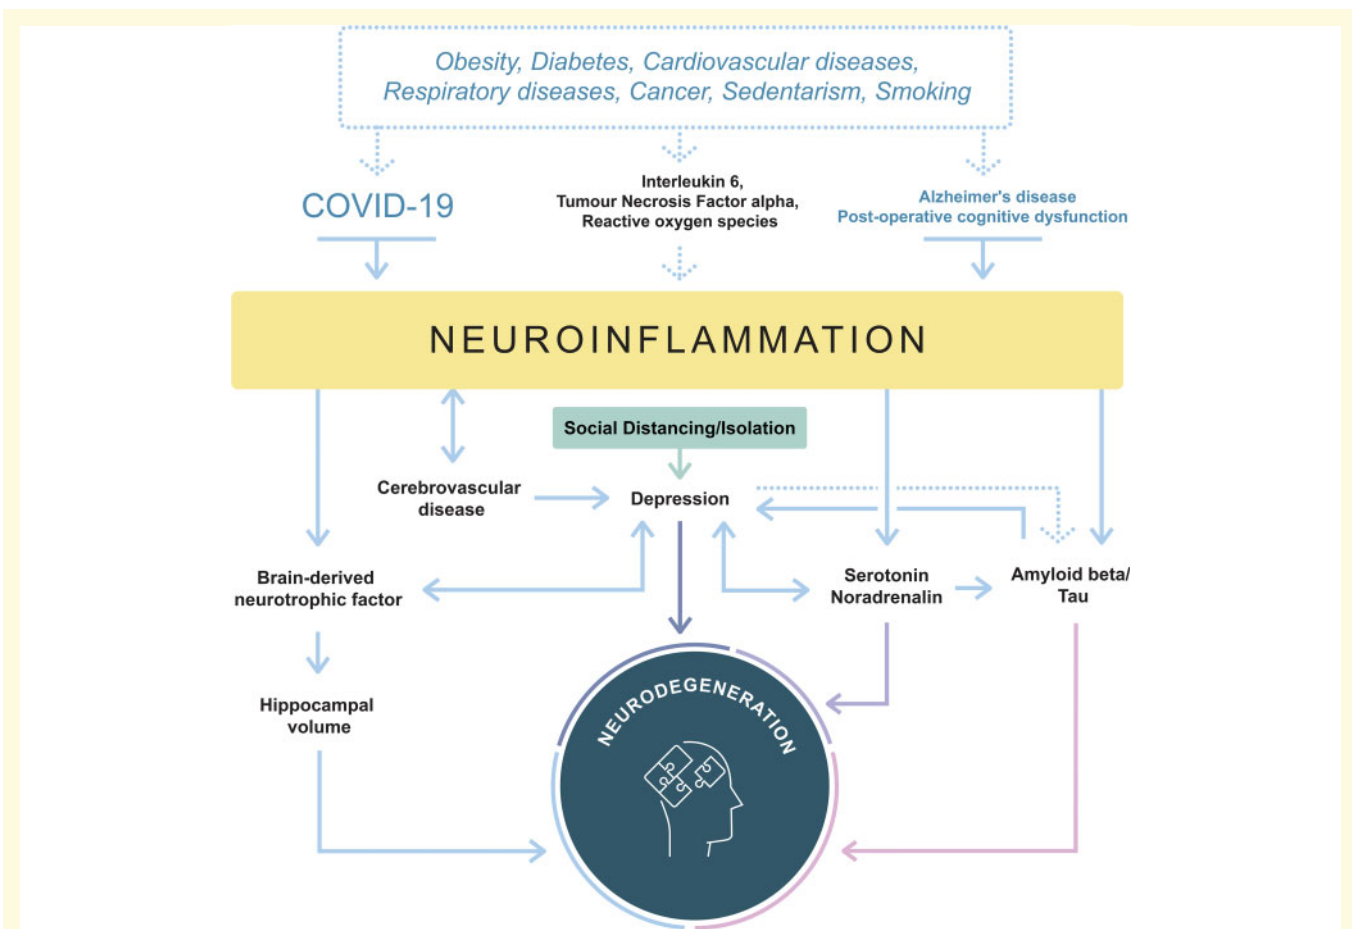 Obesity, Diabetes, Cardiovascular diseases,
Respiratory diseases, Cancer, Sedentarism, Smoking
COVID-19
Interleukin 6,
Tumour Necrosis Factor alpha,
Reactive oxygen species
Alzheimer's disease
Post-operative cognitive dysfunction
NEUROINFLAMMATION
Social Distancing/Isolation
Cerebrovascular
disease
Depression
Brain-derived
neurotrophic factor
Serotonin
Noradrenalin
Amyloid beta/
Tau
Hippocampal
volume
NEURODEGENERATION